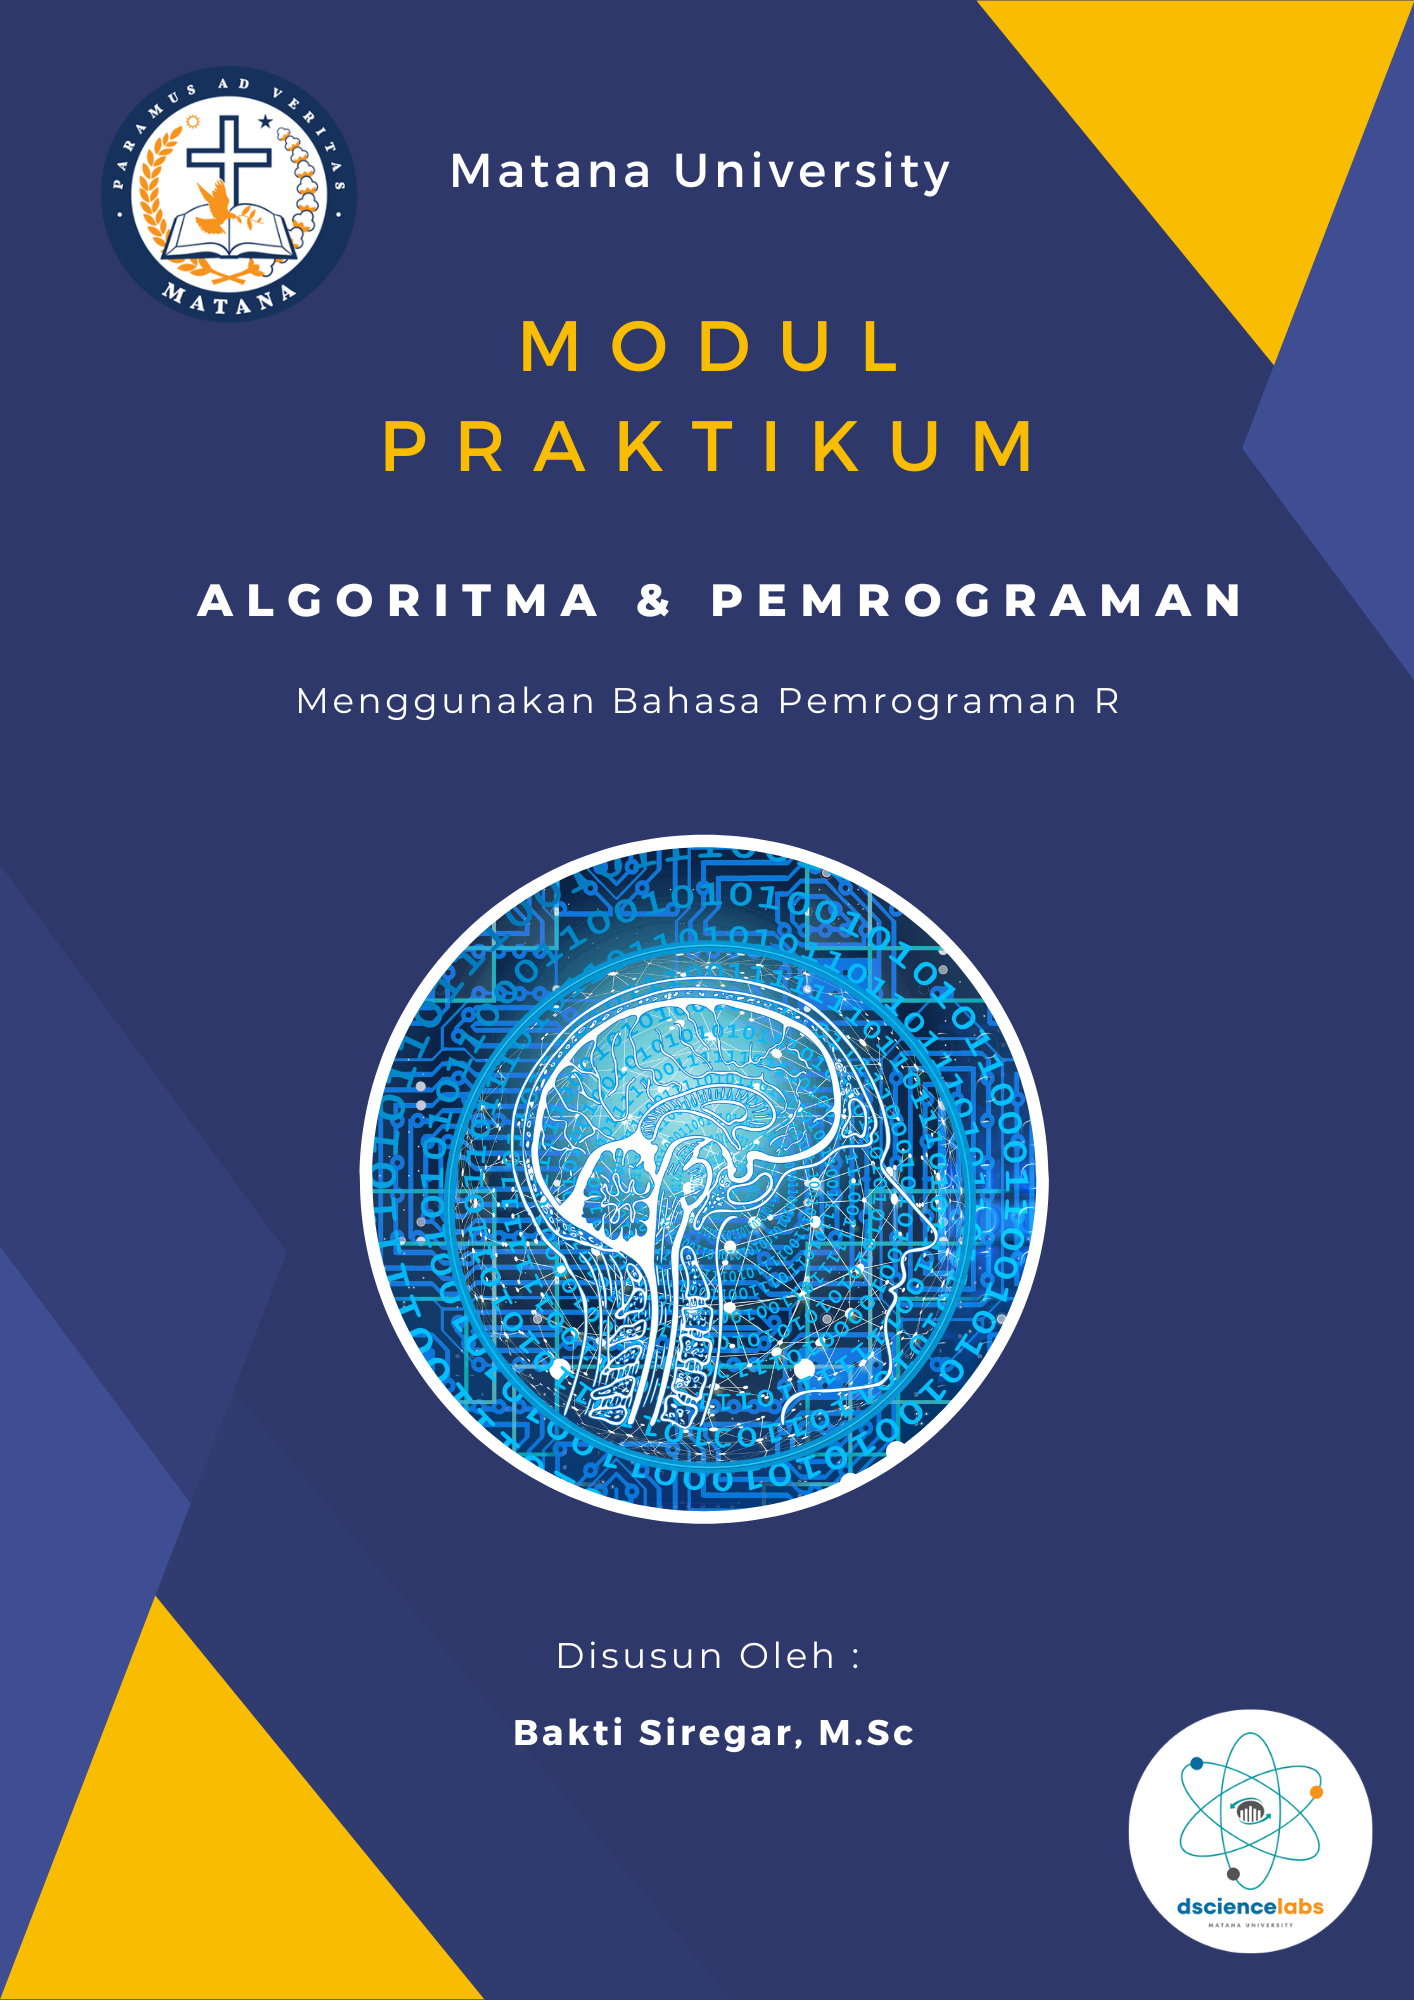 PARAMUS AD VERITAS
MATANA
Matana University
MODUL
PRAKTIKUM
ALGORITMA & PEMROGRAMAN
Menggunakan Bahasa Pemrograman R
Disusun Oleh :
Bakti Siregar, M.Sc
dsciencelabs
MATANA UNIVERSITY